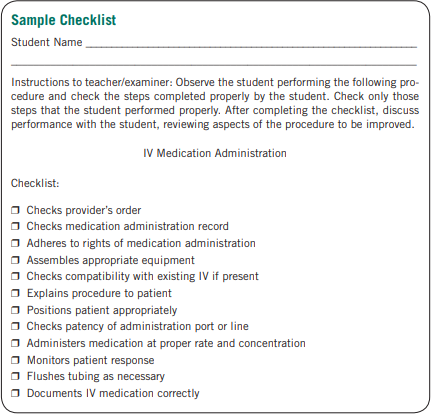 Sample Checklist
Student Name
Instructions to teacher/examiner: Observe the student performing the following pro-
cedure and check the steps completed properly by the student. Check only those
steps that the student performed properly. After completing the checklist, discuss
performance with the student, reviewing aspects of the procedure to be improved.
IV Medication Administration
Checklist:
❒ Checks provider's order
❒ Checks medication administration record
❒ Adheres to rights of medication administration
❒ Assembles appropriate equipment
❒ Checks compatibility with existing IV if present
❒ Explains procedure to patient
❒ Positions patient appropriately
❒ Checks patency of administration port or line
❒ Administers medication at proper rate and concentration
❒ Monitors patient response
❒ Flushes tubing as necessary
❒ Documents IV medication correctly